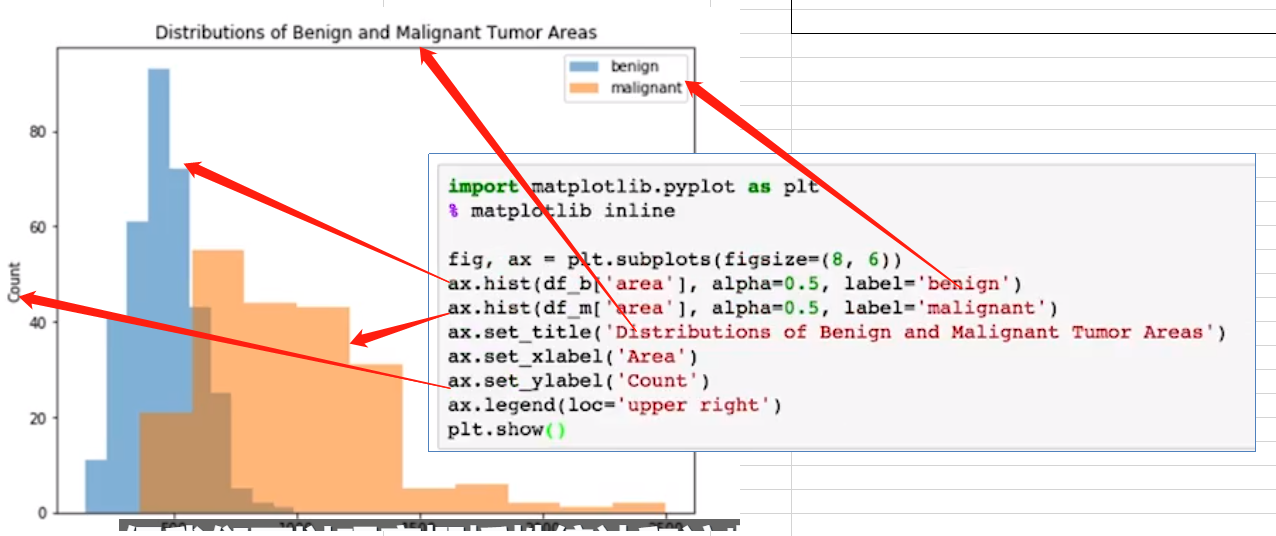 Distributions of Benign and Malignant Tumor Areas
benign
malignant
80
60
40
20
0
Count
import matplotlib.pyplot as plt
% matplotlib inline
fig, ax = plt.subplots(figsize=(8, 6))
ax.hist(df_b['area'], alpha=0.5, label='benign')
ax.hist(df_m['area'], alpha=0.5, label='malignant')
ax.set_title('Distributions of Benign and Malignant Tumor Areas')
ax.set_xlabel('Area')
ax.set_ylabel('Count')
ax.legend(loc='upper right')
plt.show()